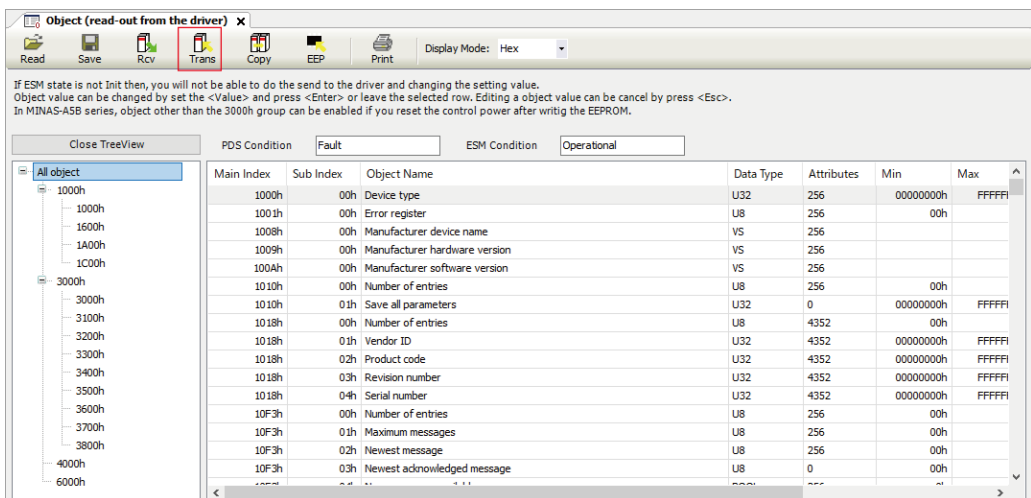 Object (read-out from the driver) x
Read Save Rcv Trans Copy EEP Print Display Mode: Hex
If ESM state is not Init then, you will not be able to do the send to the driver and changing the setting value.
Object value can be changed by set the <Value> and press <Enter> or leave the selected row. Editing a object value can be cancel by press <Esc>.
In MINAS-A5B series, object other than the 3000h group can be enabled if you reset the control power after writig the EEPROM.
Close TreeView PDS Condition Fault ESM Condition Operational
All object
1000h
1000h
1600h
1A00h
1C00h
3000h
3000h
3100h
3200h
3300h
3400h
3500h
3600h
3700h
3800h
4000h
6000h
Main Index Sub Index Object Name Data Type Attributes Min Max
1000h 00h Device type U32 256 00000000h FFFFF
1001h 00h Error register U8 256 00h
1008h 00h Manufacturer device name VS 256
1009h 00h Manufacturer hardware version VS 256
100Ah 00h Manufacturer software version VS 256
1010h 00h Number of entries U8 256 00h
1010h 01h Save all parameters U32 0 00000000h FFFFF
1018h 00h Number of entries U8 4352 00h
1018h 01h Vendor ID U32 4352 00000000h FFFFF
1018h 02h Product code U32 4352 00000000h FFFFF
1018h 03h Revision number U32 4352 00000000h FFFFF
1018h 04h Serial number U32 4352 00000000h FFFFF
10F3h 00h Number of entries U8 256 00h
10F3h 01h Maximum messages U8 256 00h
10F3h 02h Newest message U8 256 00h
10F3h 03h Newest acknowledged message U8 0 00h